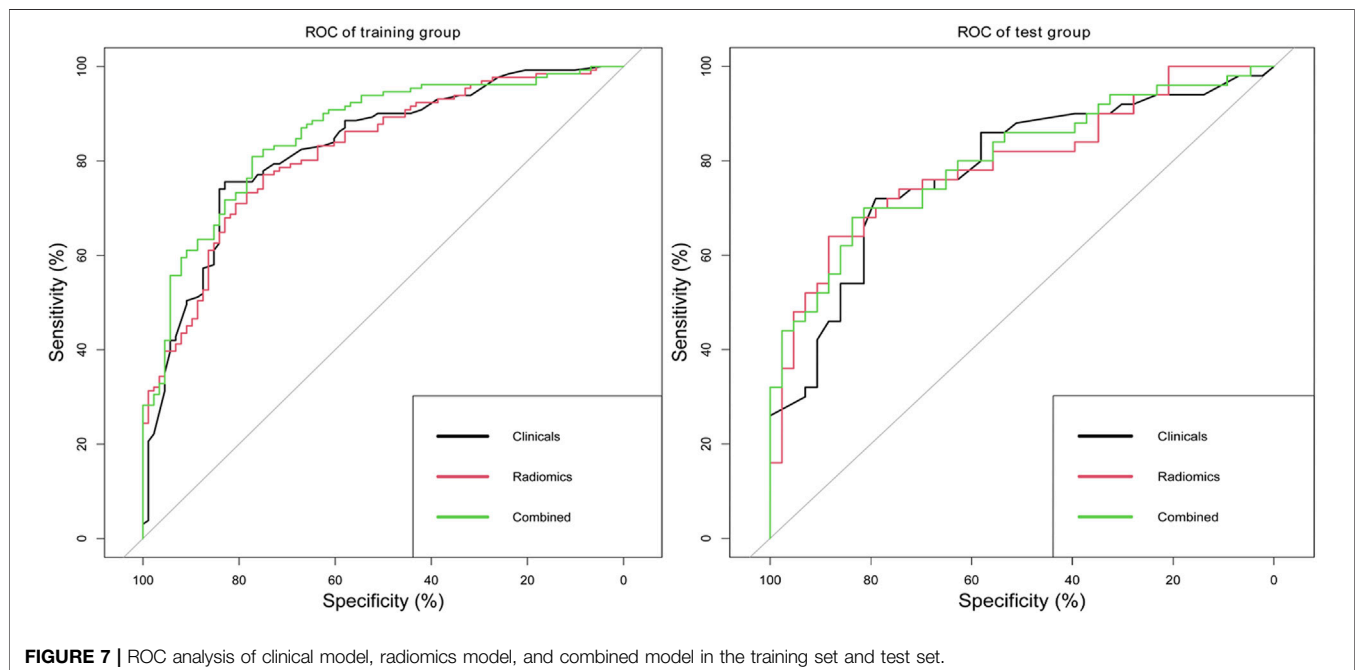 ROC of training group
100
80
60
40
20
0
Sensitivity (%)
Clinicals
Radiomics
Combined
100 80 60 40 20 0
Specificity (%)
ROC of test group
100
80
60
40
20
0
Sensitivity (%)
Clinicals
Radiomics
Combined
100 80 60 40 20 0
Specificity (%)
FIGURE 7 | ROC analysis of clinical model, radiomics model, and combined model in the training set and test set.